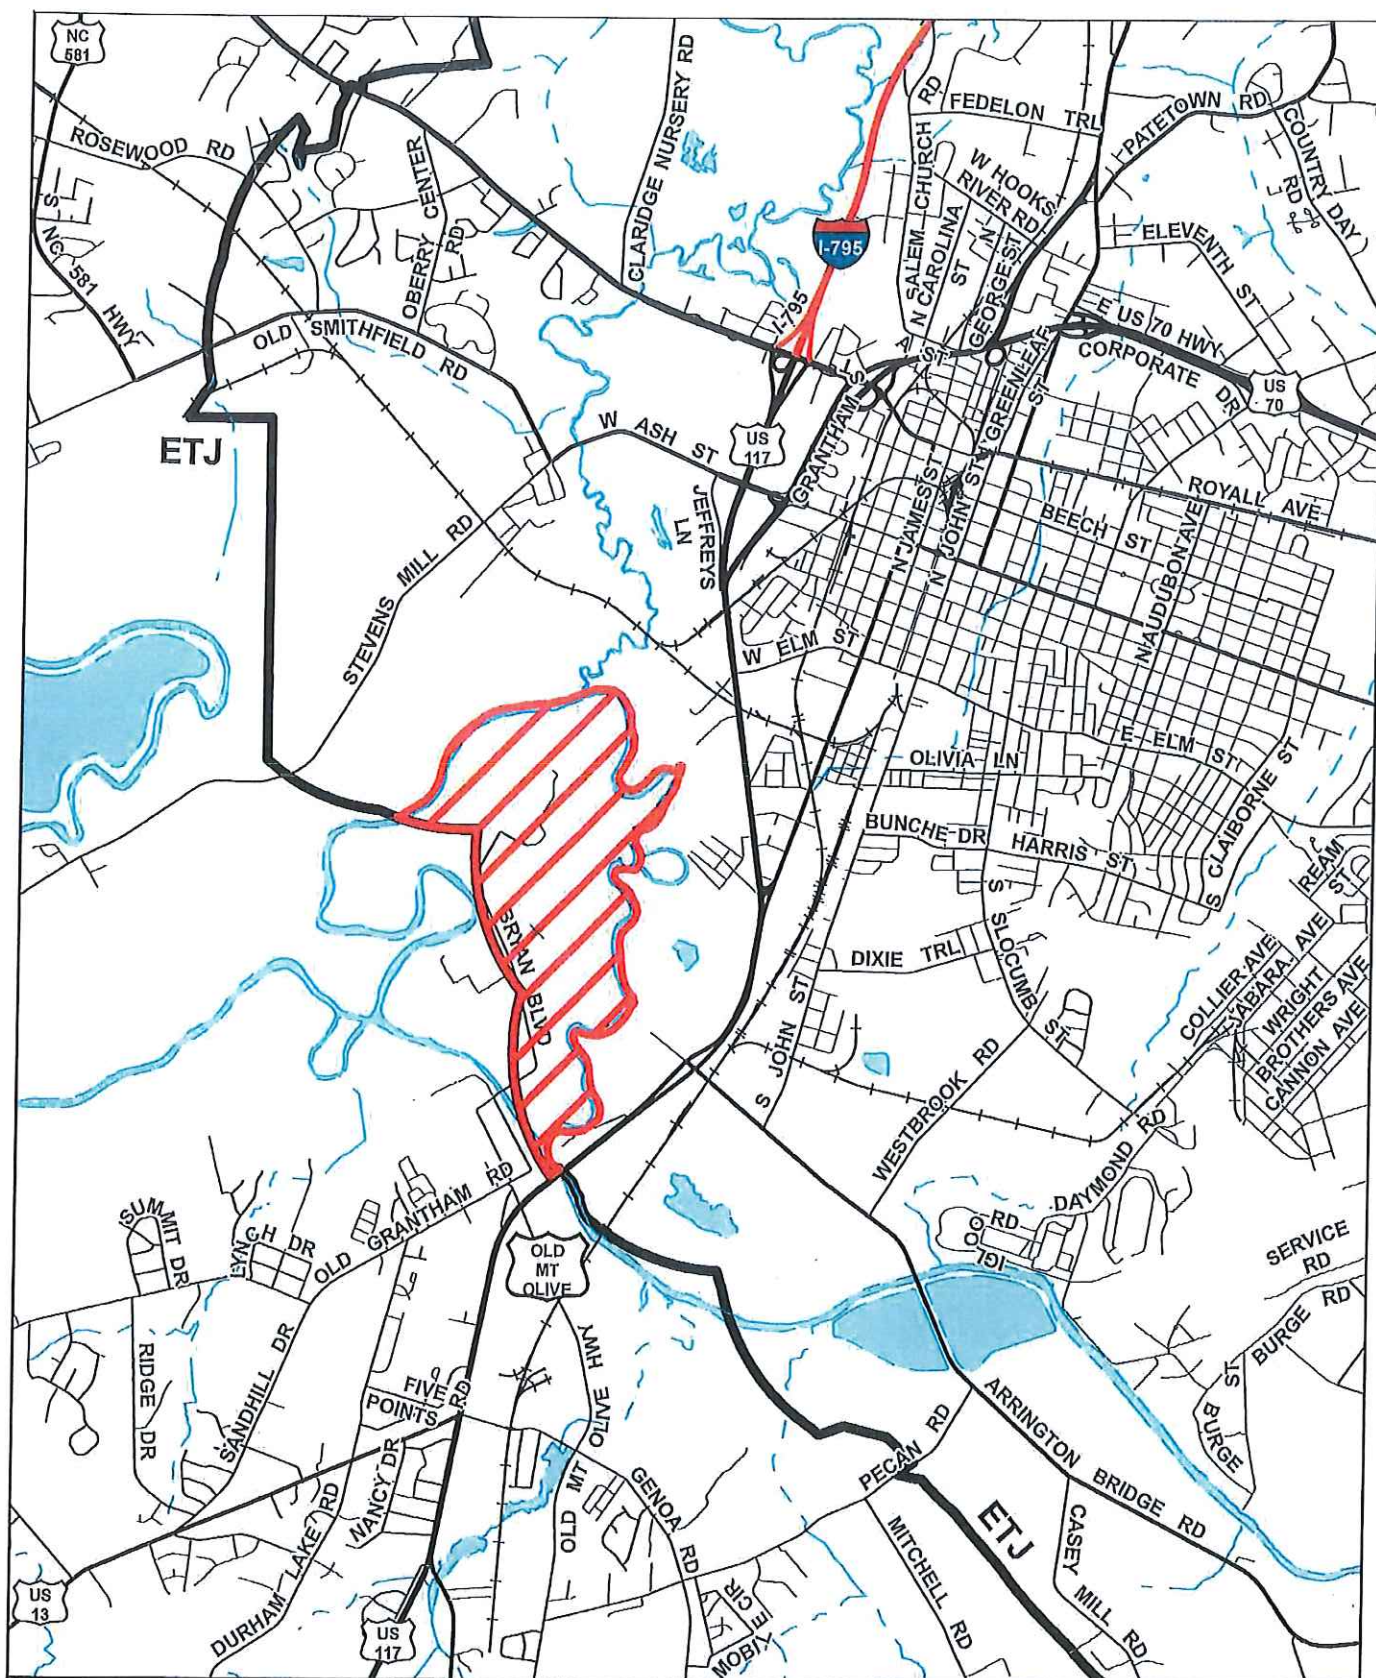 NC
581
ROSEWOOD RD
S NC 581 HWY
OBERRY CENTER
RD
CLARIDGE NURSERY RD
OLD SMITHFIELD RD
ETJ
I-795
I-795
SALEM CHURCH RD
FEDELON TRL
PATETOWN RD
COUNTRY DAY
RD
W HOOKS
RIVER RD
N CAROLINA
ST
N GEORGE ST
ELEVENTH ST
E US 70 HWY
CORPORATE DR
US
70
A ST
N GREENLEAF
ST
W ASH ST
US
117
GRANTHAM ST
JEFFREYS
LN
N JAMES ST
N JOHN ST
BEECH ST
ROYALL AVE
N AUDUBON AVE
STEVENS MILL RD
W ELM ST
E ELM ST
OLIVIA LN
BUNCHE DR
HARRIS ST
S CLAIBORNE ST
REAM
ST
BRYAN BLVD
DIXIE TRL
S SLOCUMB ST
COLLIER AVE
ABARA AVE
WRIGHT
BROTHERS AVE
CANNON AVE
S JOHN ST
WESTBROOK RD
DAYMOND RD
IGLOO RD
SUMMIT DR
LYNCH DR
OLD GRANTHAM RD
OLD
MT
OLIVE
SERVICE
RD
BURGE RD
BURGE ST
RIDGE DR
SANDHILL DR
FIVE
POINTS RD
OLD MT OLIVE HWY
NANCY DR
DURHAM LAKE RD
GENOA RD
PECAN RD
ARRINGTON BRIDGE RD
ETJ
CASEY MILL RD
MITCHELL RD
US
13
US
117
CIR